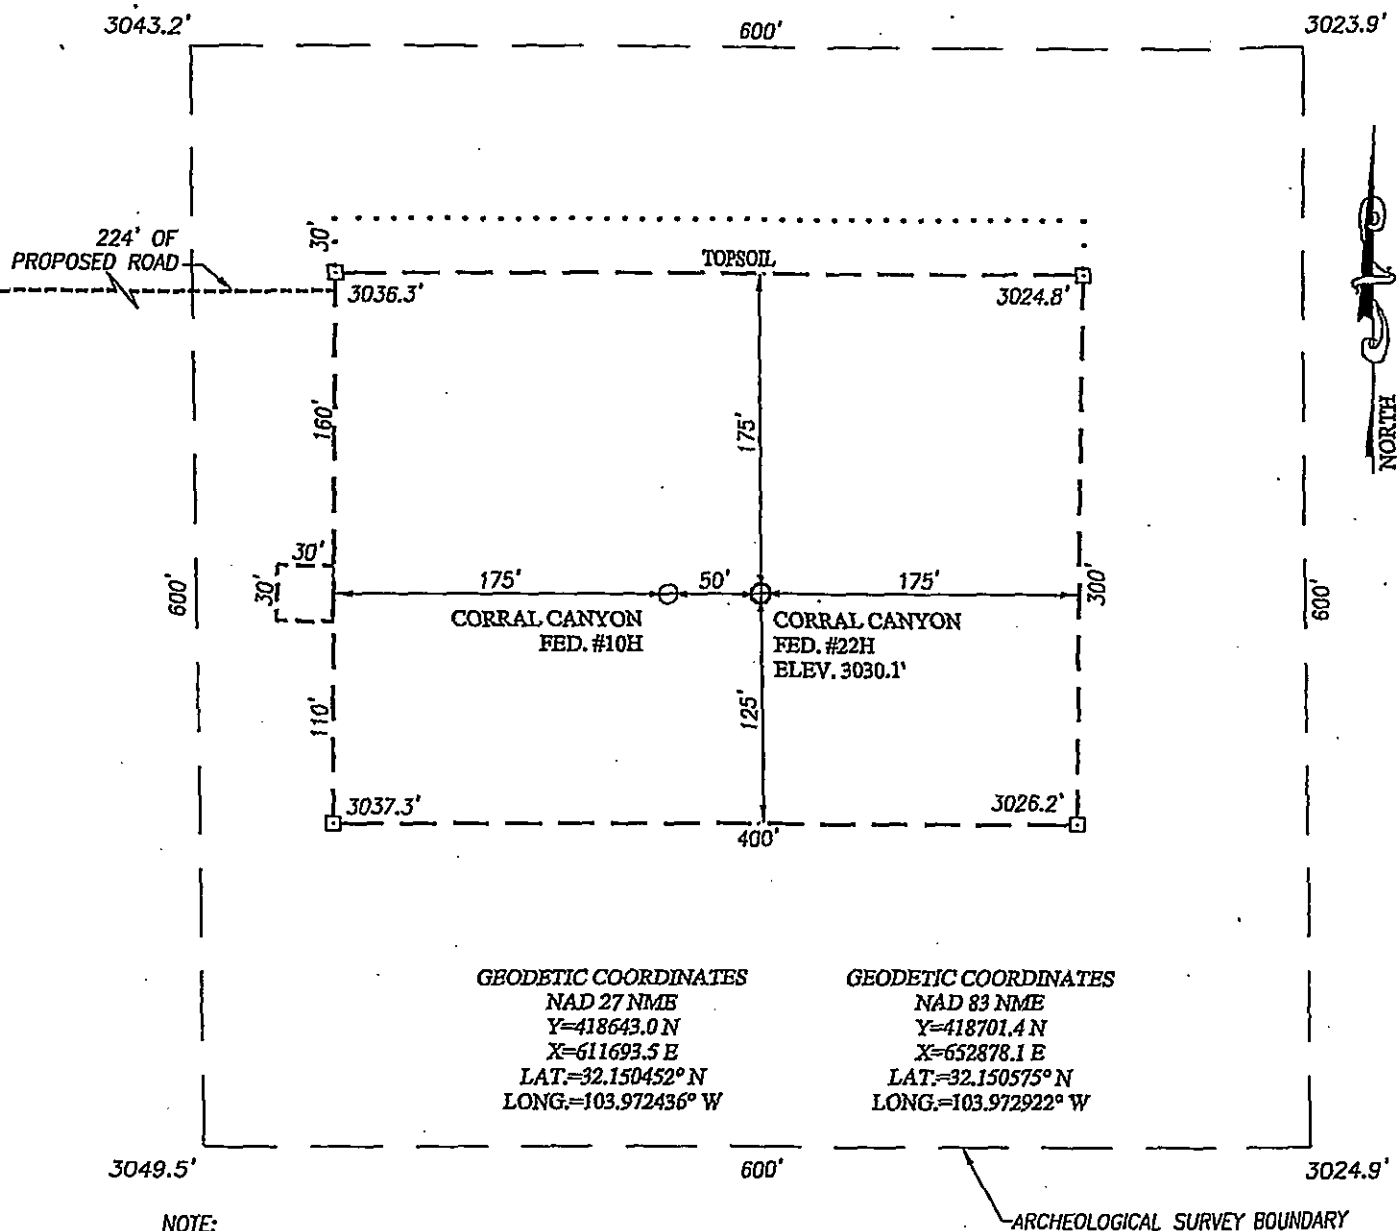 3043.2'
600'
3023.9'
224' OF
PROPOSED ROAD
30'
TOPSOIL
3036.3'
3024.8'
NORTH
160'
175'
30'
600'
30'
175'
50'
175'
300'
600'
CORRAL CANYON
FED. #10H
CORRAL CANYON
FED. #22H
ELEV. 3030.1'
110'
125'
3037.3'
3026.2'
400'
GEODETIC COORDINATES
NAD 27 NME
Y=418643.0 N
X=611693.5 E
LAT.=32.150452° N
LONG.=103.972436° W
GEODETIC COORDINATES
NAD 83 NME
Y=418701.4 N
X=652878.1 E
LAT.=32.150575° N
LONG.=103.972922° W
3049.5'
600'
3024.9'
NOTE:
ARCHEOLOGICAL SURVEY BOUNDARY